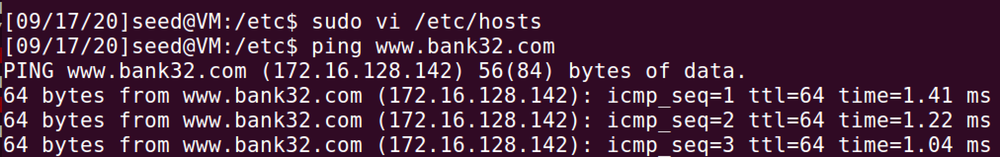 [09/17/20]seed@VM:/etc$ sudo vi /etc/hosts
[09/17/20]seed@VM:/etc$ ping www.bank32.com
PING www.bank32.com (172.16.128.142) 56(84) bytes of data.
64 bytes from www.bank32.com (172.16.128.142): icmp_seq=1 ttl=64 time=1.41 ms
64 bytes from www.bank32.com (172.16.128.142): icmp_seq=2 ttl=64 time=1.22 ms
64 bytes from www.bank32.com (172.16.128.142): icmp_seq=3 ttl=64 time=1.04 ms